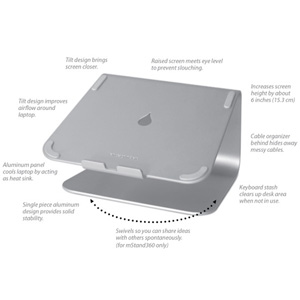 Tilt design brings
screen closer.
Raised screen meets eye level
to prevent slouching.
Tilt design improves
airflow around
laptop.
Increases screen
height by about
6 inches (15.3 cm)
Cable organizer
behind hides away
messy cables.
Aluminum panel
cools laptop by acting
as heat sink.
Keyboard stash
clears up desk area
when not in use.
Single piece aluminum
design provides solid
stability.
Swivels so you can share ideas
with others spontaneously.
(for mStand360 only)